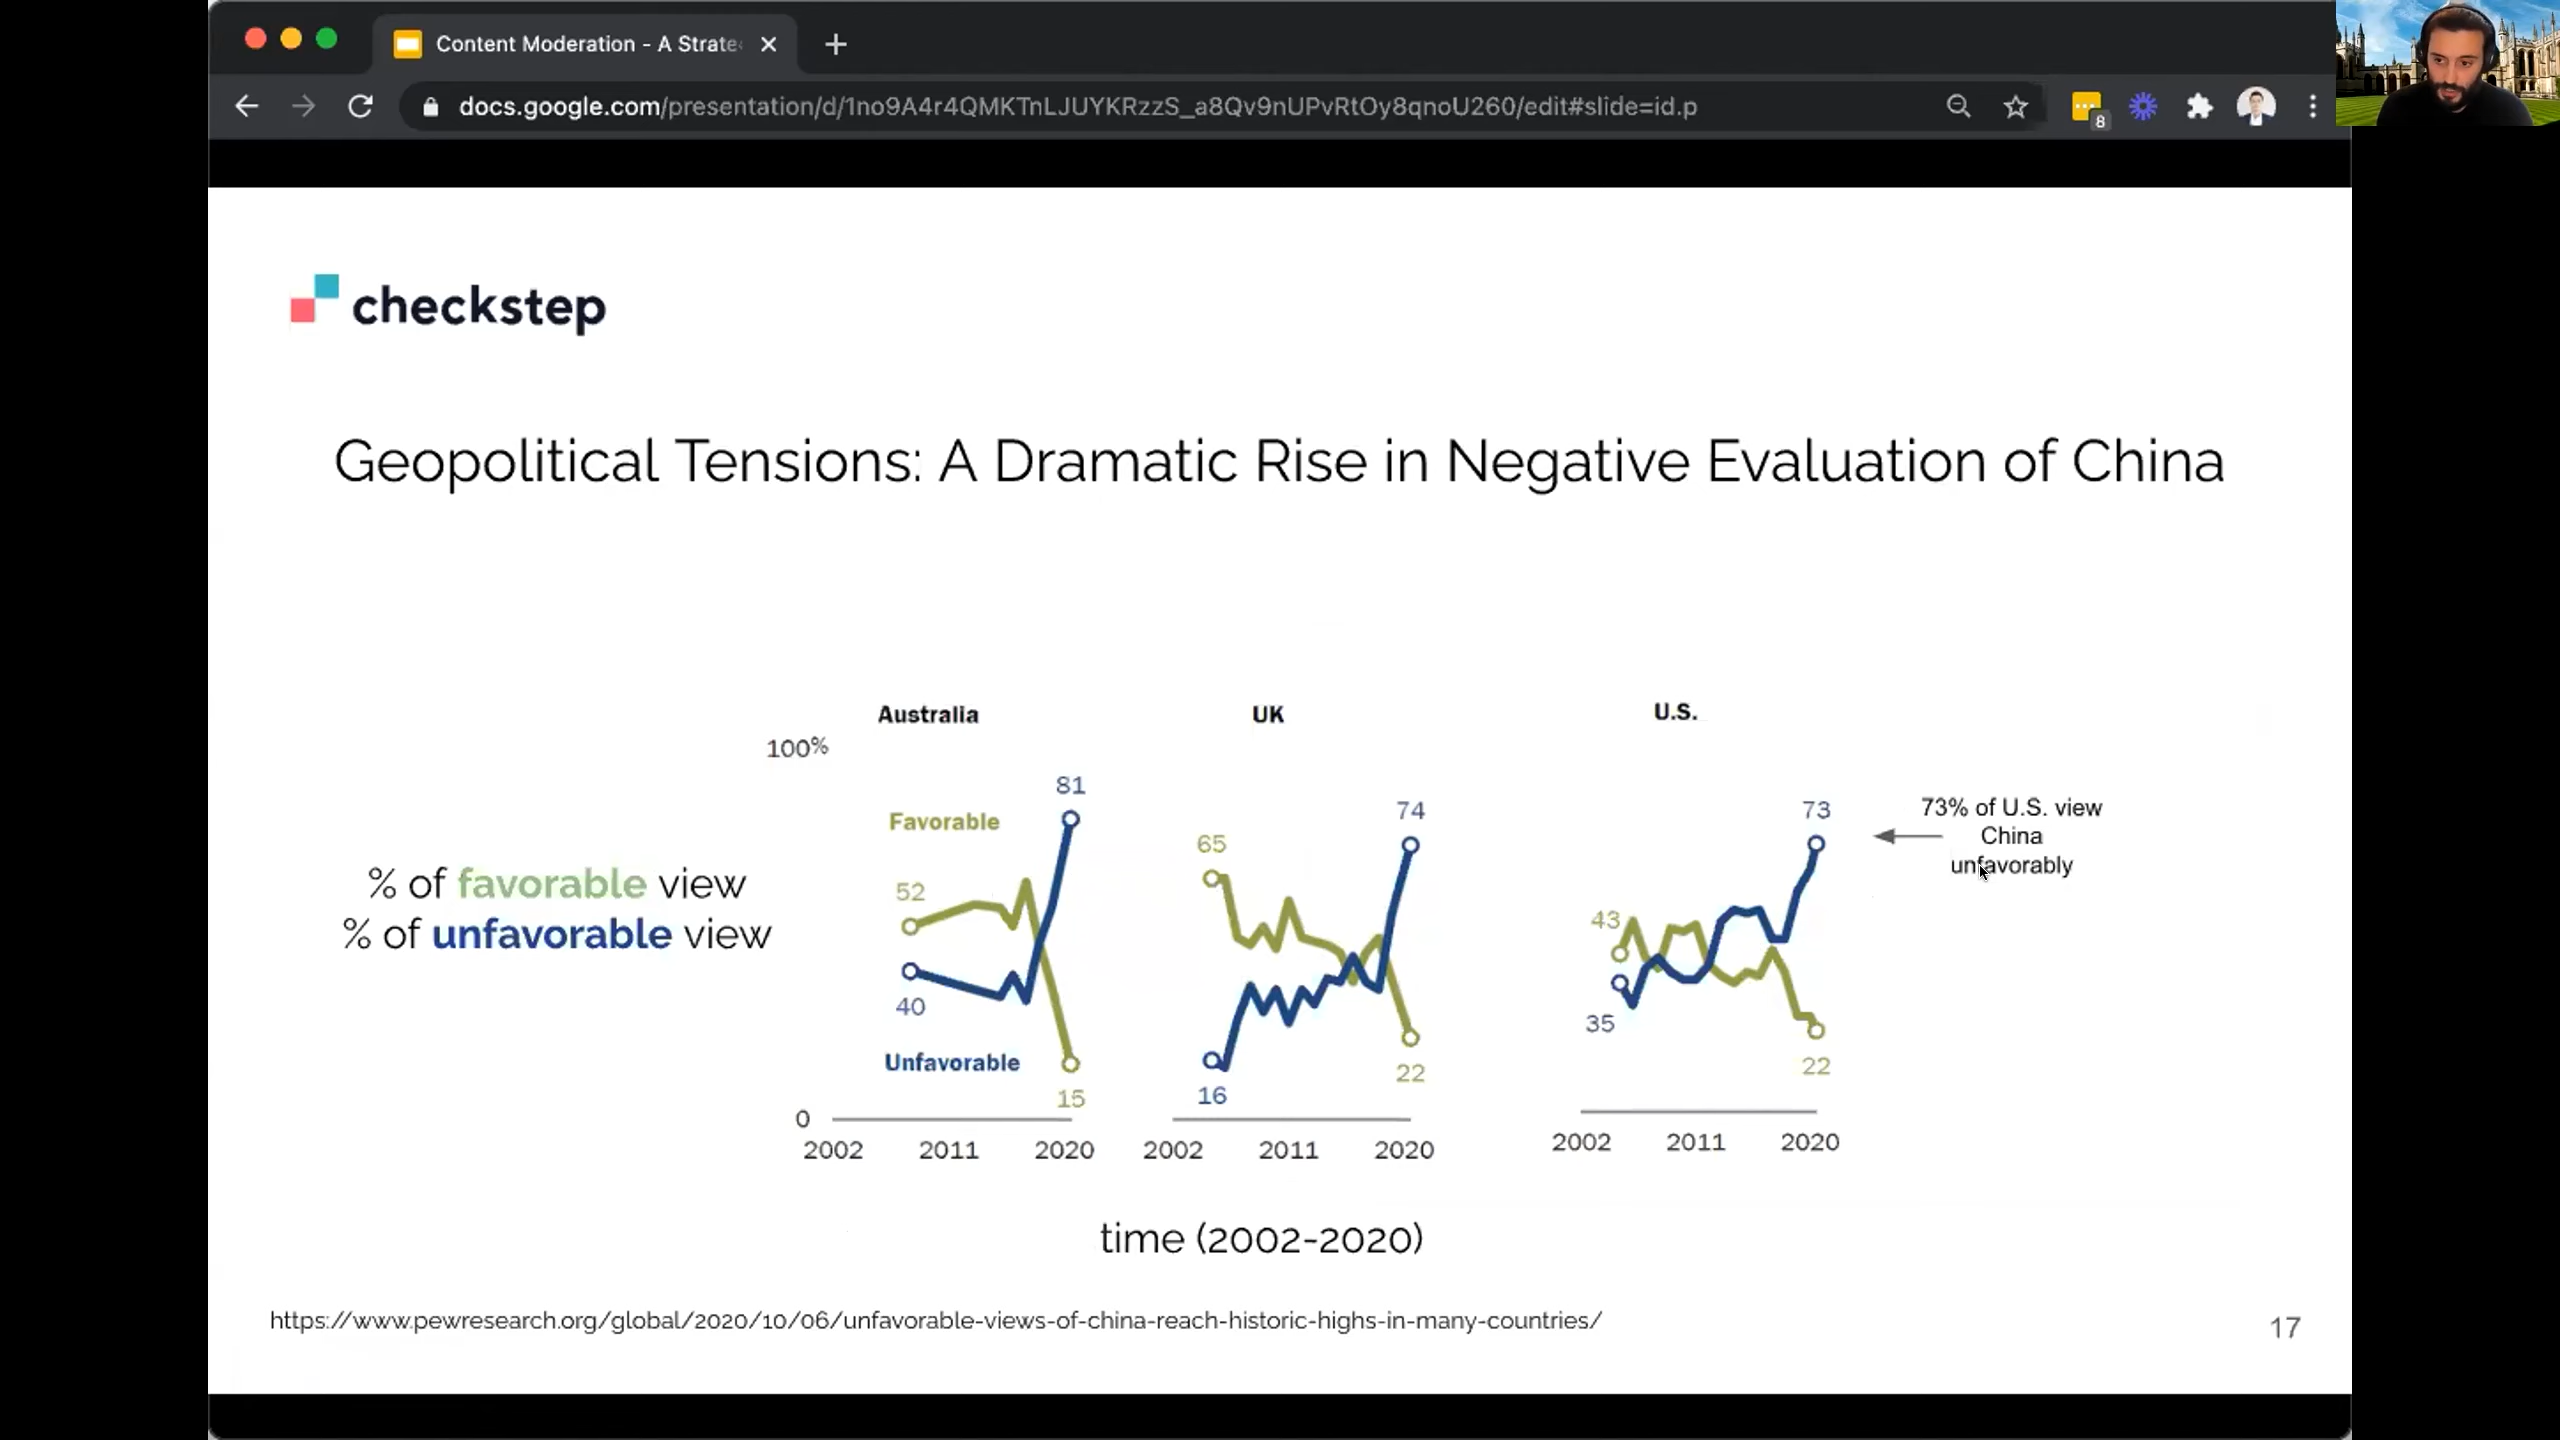 Content Moderation - A Strate
docs.google.com/presentation/d/1no9A4r4QMKTnLJUYKRzzS_a8Qv9nUPvRtOy8qnoU260/edit#slide=id.p
8
checkstep
Geopolitical Tensions: A Dramatic Rise in Negative Evaluation of China
% of favorable view
% of unfavorable view
100%
0
Australia
Favorable
52
40
Unfavorable
81
15
2002 2011 2020
UK
65
16
74
22
2002 2011 2020
U.S.
43
35
73
22
2002 2011 2020
73% of U.S. view
China
unfavorably
time (2002-2020)
https://www.pewresearch.org/global/2020/10/06/unfavorable-views-of-china-reach-historic-highs-in-many-countries/
17